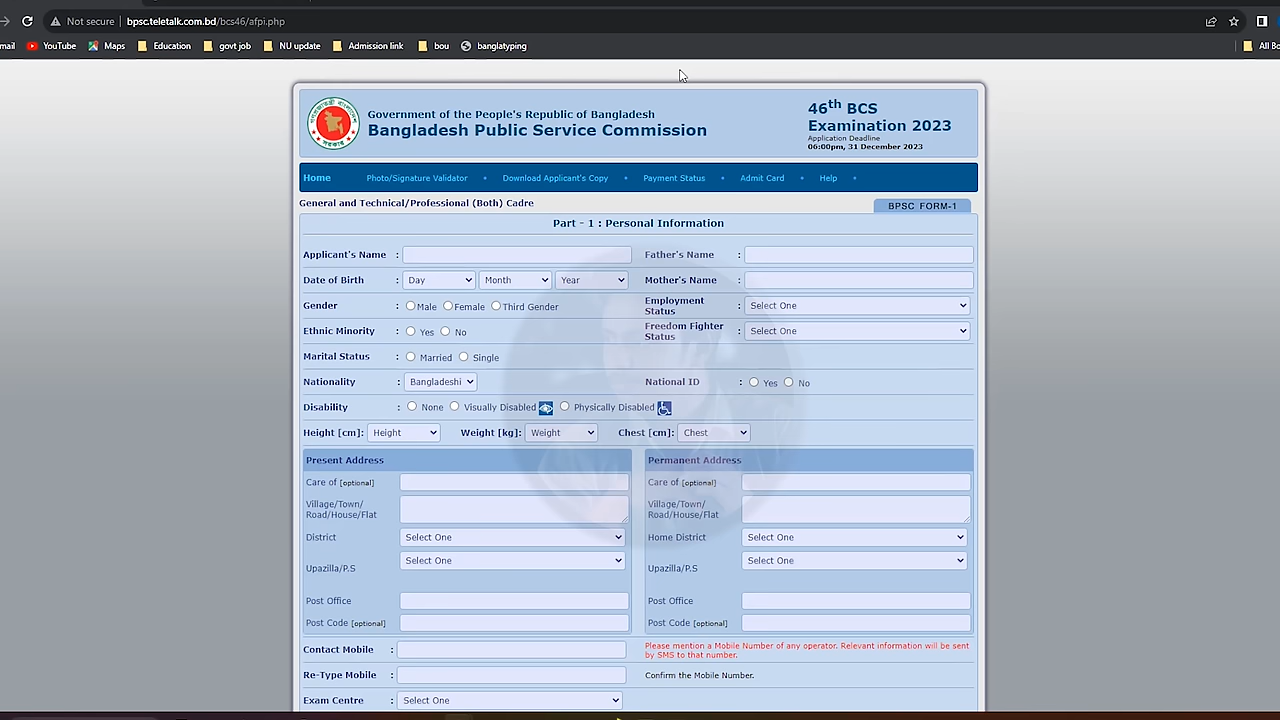 Not secure | bpsc.teletalk.com.bd/bcs46/afpi.php
YouTube Maps Education govt job NU update Admission link bou banglatyping
Government of the People's Republic of Bangladesh
Bangladesh Public Service Commission
46th BCS
Examination 2023
Application Deadline
06:00pm, 31 December 2023
Home Photo/Signature Validator • Download Applicant's Copy • Payment Status • Admit Card • Help •
General and Technical/Professional (Both) Cadre
BPSC FORM-1
Part - 1 : Personal Information
Applicant's Name :
Father's Name :
Date of Birth : Day Month Year
Mother's Name :
Gender : Male Female Third Gender
Employment
Status : Select One
Ethnic Minority : Yes No
Freedom Fighter
Status : Select One
Marital Status : Married Single
Nationality : Bangladeshi
National ID : Yes No
Disability : None Visually Disabled Physically Disabled
Height [cm]: Height Weight [kg]: Weight Chest [cm]: Chest
Present Address
Care of [optional]
Village/Town/
Road/House/Flat
District Select One
Upazilla/P.S Select One
Post Office
Post Code [optional]
Permanent Address
Care of [optional]
Village/Town/
Road/House/Flat
Home District Select One
Upazilla/P.S Select One
Post Office
Post Code [optional]
Contact Mobile :
Please mention a Mobile Number of any operator. Relevant information will be sent
by SMS to that number.
Re-Type Mobile :
Confirm the Mobile Number.
Exam Centre : Select One